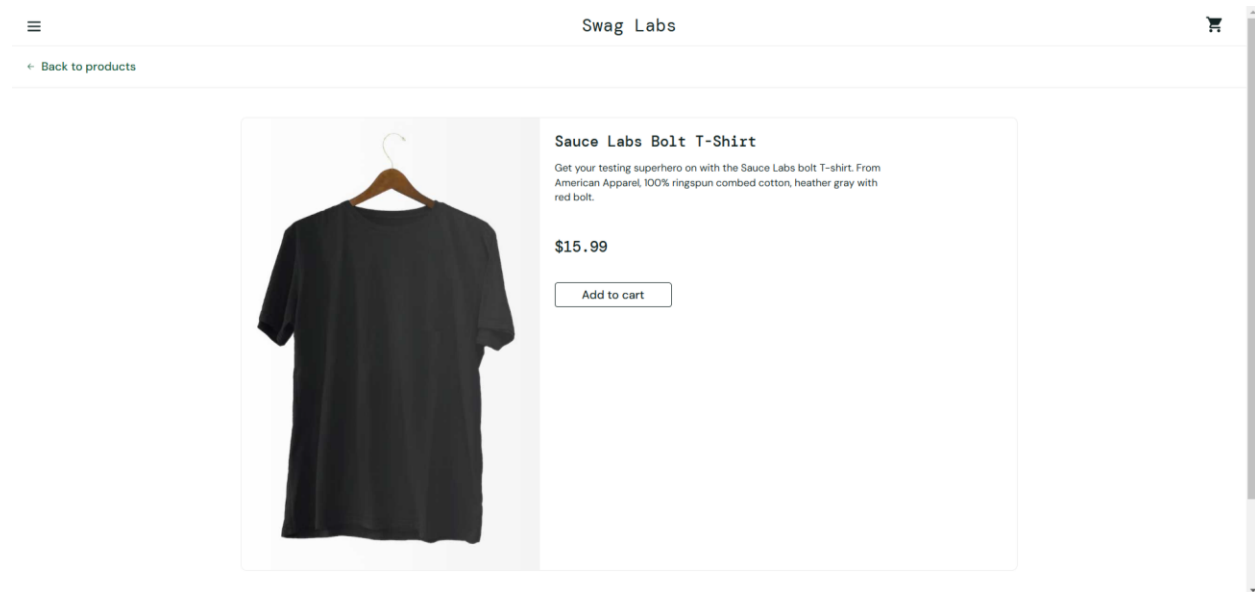 Swag Labs
← Back to products
Sauce Labs Bolt T-Shirt
Get your testing superhero on with the Sauce Labs bolt T-shirt. From
American Apparel, 100% ringspun combed cotton, heather gray with
red bolt.
$15.99
Add to cart